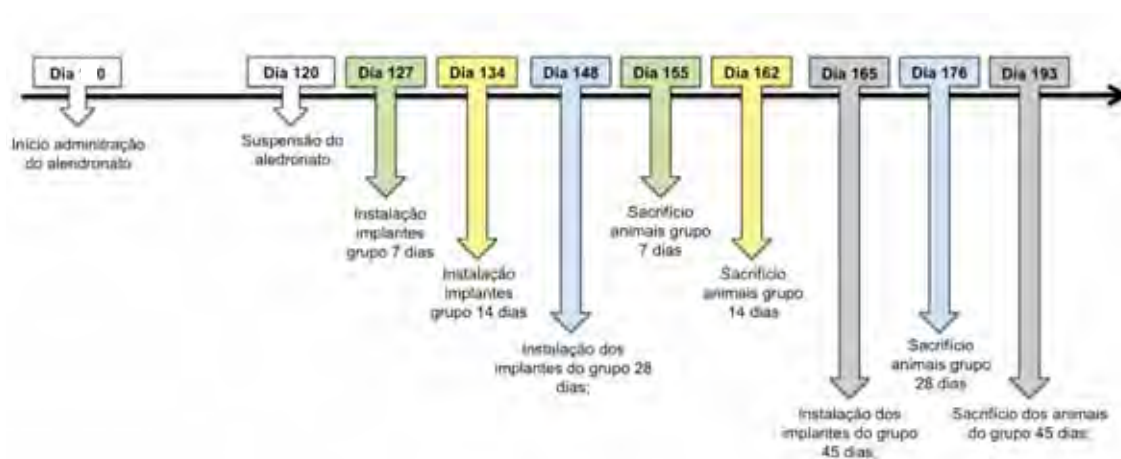 Dia 0
Dia 120
Dia 127
Dia 134
Dia 148
Dia 155
Dia 162
Dia 165
Dia 176
Dia 193
Início adminitração
do alendrinato
Suspensão do
aledronato
Instalação
implantes
grupo 7 dias
Instalação
Implantes
grupo 14 dias
Instalação dos
implantes do grupo 28
dias;
Sacrifício
animais grupo
7 dias
Sacrifício
animais grupo
14 dias
Instalação dos
implantes do grupo
45 dias;
Sacrifício
animais grupo
28 dias
Sacrifício dos animais
do grupo 45 dias;